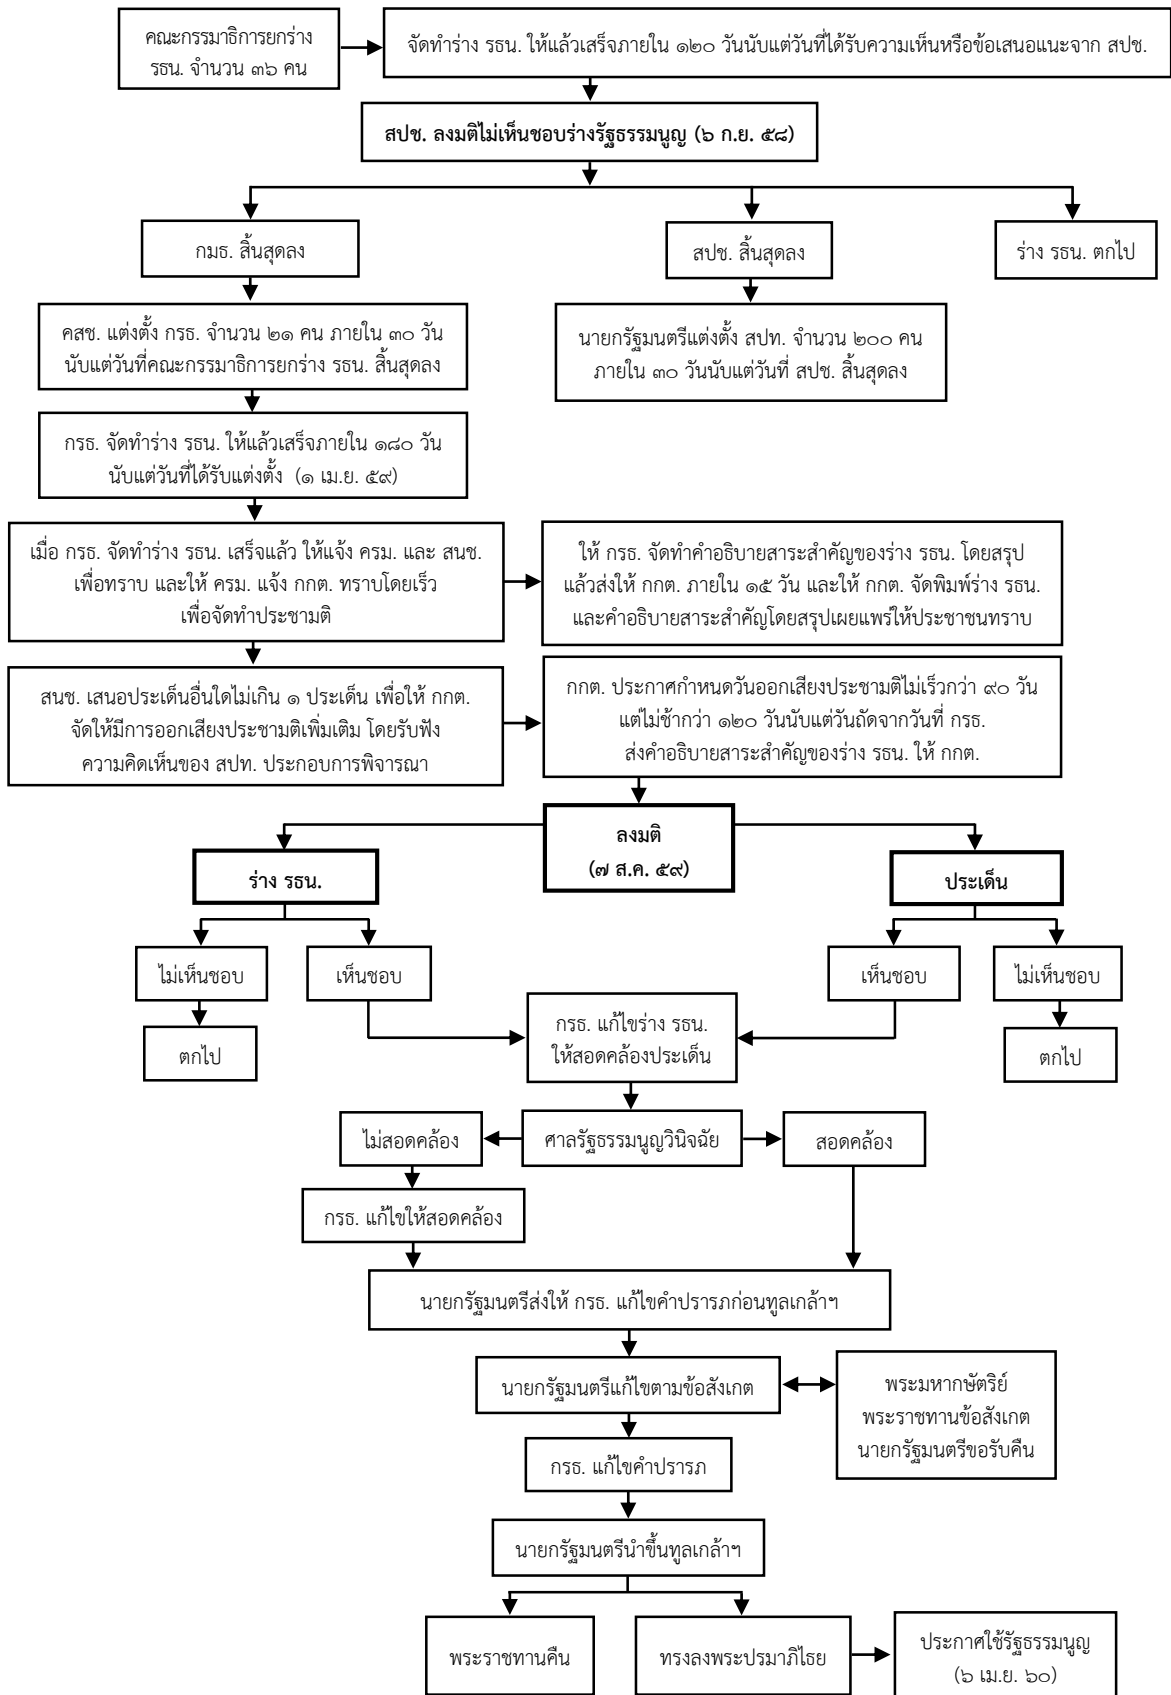 คณะกรรมาธิการยกร่าง
รธน. จำนวน ๓๖ คน
จัดทำร่าง รธน. ให้แล้วเสร็จภายใน ๑๒๐ วันนับแต่วันที่ได้รับความเห็นหรือข้อเสนอแนะจาก สปช.
สปช. ลงมติไม่เห็นชอบร่างรัฐธรรมนูญ (๖ ก.ย. ๕๘)
กมธ. สิ้นสุดลง
สปช. สิ้นสุดลง
ร่าง รธน. ตกไป
คสช. แต่งตั้ง กรธ. จำนวน ๒๑ คน ภายใน ๓๐ วัน
นับแต่วันที่คณะกรรมาธิการยกร่าง รธน. สิ้นสุดลง
นายกรัฐมนตรีแต่งตั้ง สปท. จำนวน ๒๐๐ คน
ภายใน ๓๐ วันนับแต่วันที่ สปช. สิ้นสุดลง
กรธ. จัดทำร่าง รธน. ให้แล้วเสร็จภายใน ๑๘๐ วัน
นับแต่วันที่ได้รับแต่งตั้ง (๑ เม.ย. ๕๙)
เมื่อ กรธ. จัดทำร่าง รธน. เสร็จแล้ว ให้แจ้ง ครม. และ สนช.
เพื่อทราบ และให้ ครม. แจ้ง กกต. ทราบโดยเร็ว
เพื่อจัดทำประชามติ
ให้ กรธ. จัดทำคำอธิบายสาระสำคัญของร่าง รธน. โดยสรุป
แล้วส่งให้ กกต. ภายใน ๑๕ วัน และให้ กกต. จัดพิมพ์ร่าง รธน.
และคำอธิบายสาระสำคัญโดยสรุปเผยแพร่ให้ประชาชนทราบ
สนช. เสนอประเด็นอื่นใดไม่เกิน ๑ ประเด็น เพื่อให้ กกต.
จัดให้มีการออกเสียงประชามติเพิ่มเติม โดยรับฟัง
ความคิดเห็นของ สปท. ประกอบการพิจารณา
กกต. ประกาศกำหนดวันออกเสียงประชามติไม่เร็วกว่า ๙๐ วัน
แต่ไม่ช้ากว่า ๑๒๐ วันนับแต่วันถัดจากวันที่ กรธ.
ส่งคำอธิบายสาระสำคัญของร่าง รธน. ให้ กกต.
ลงมติ
(๗ ส.ค. ๕๙)
ร่าง รธน.
ประเด็น
ไม่เห็นชอบ
เห็นชอบ
เห็นชอบ
ไม่เห็นชอบ
ตกไป
กรธ. แก้ไขร่าง รธน.
ให้สอดคล้องประเด็น
ตกไป
ไม่สอดคล้อง
ศาลรัฐธรรมนูญวินิจฉัย
สอดคล้อง
กรธ. แก้ไขให้สอดคล้อง
นายกรัฐมนตรีส่งให้ กรธ. แก้ไขคำปรารภก่อนทูลเกล้าฯ
นายกรัฐมนตรีแก้ไขตามข้อสังเกต
พระมหากษัตริย์
พระราชทานข้อสังเกต
นายกรัฐมนตรีขอรับคืน
กรธ. แก้ไขคำปรารภ
นายกรัฐมนตรีนำขึ้นทูลเกล้าฯ
พระราชทานคืน
ทรงลงพระปรมาภิไธย
ประกาศใช้รัฐธรรมนูญ
(๖ เม.ย. ๖๐)